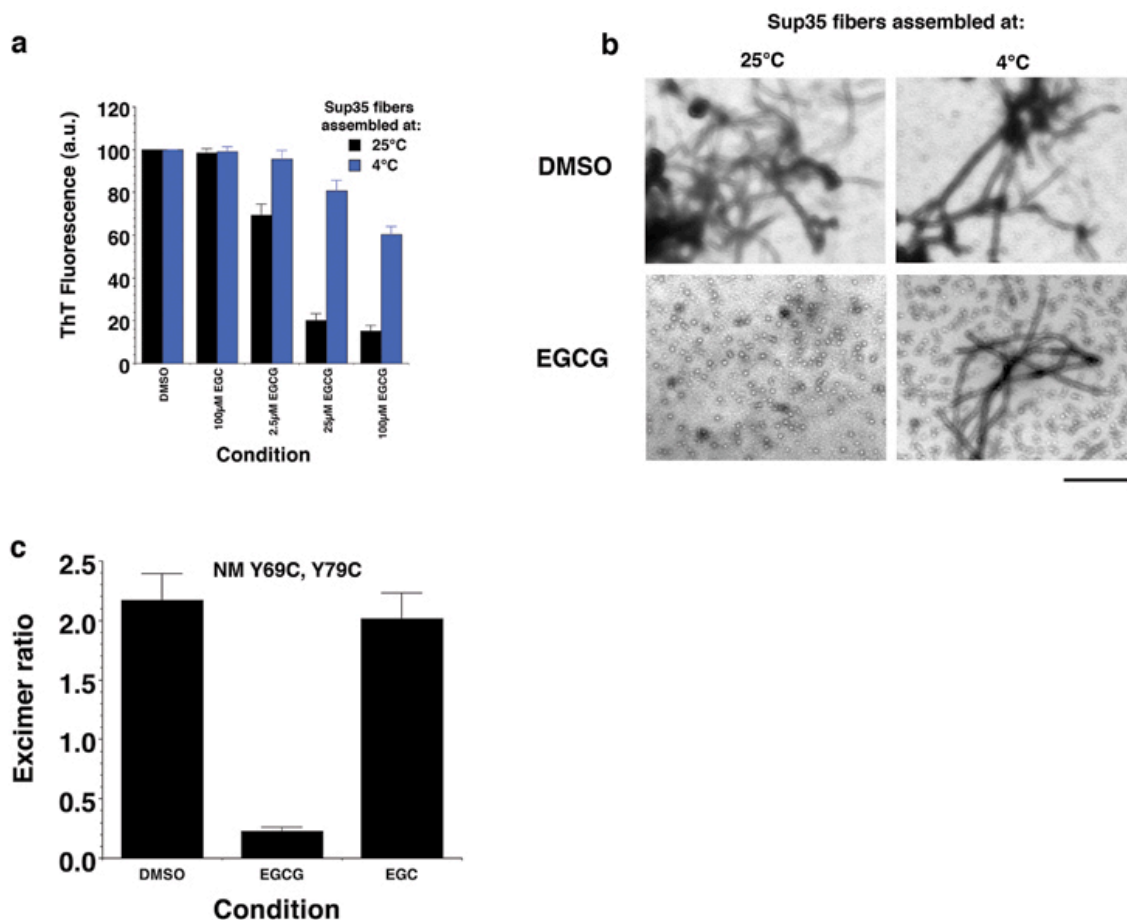 a
ThT Fluorescence (a.u.)
120
100
80
60
40
20
0
Sup35 fibers
assembled at:
25°C
4°C
DMSO
100µM EGC
2.5µM EGCG
25µM EGCG
100µM EGCG
Condition
b
Sup35 fibers assembled at:
25°C 4°C
DMSO
EGCG
c
NM Y69C, Y79C
Excimer ratio
2.5
2.0
1.5
1.0
0.5
0.0
DMSO EGCG EGC
Condition